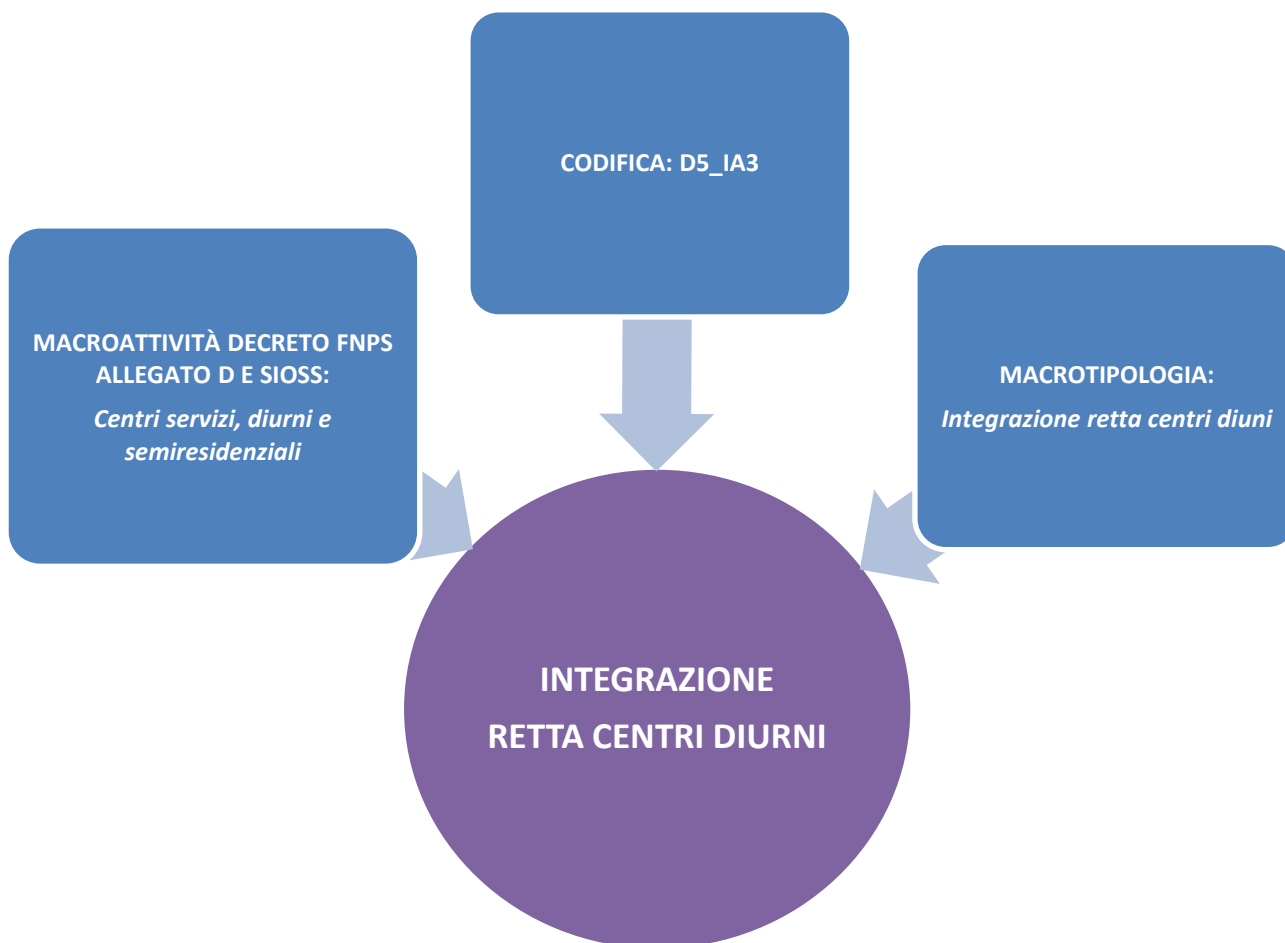 CODIFICA: D5_IA3
MACROATTIVITÀ DECRETO FNPS
ALLEGATO D E SIOSS:
Centri servizi, diurni e
semiresidenziali
MACROTIPOLOGIA:
Integrazione retta centri diuni
INTEGRAZIONE
RETTA CENTRI DIURNI